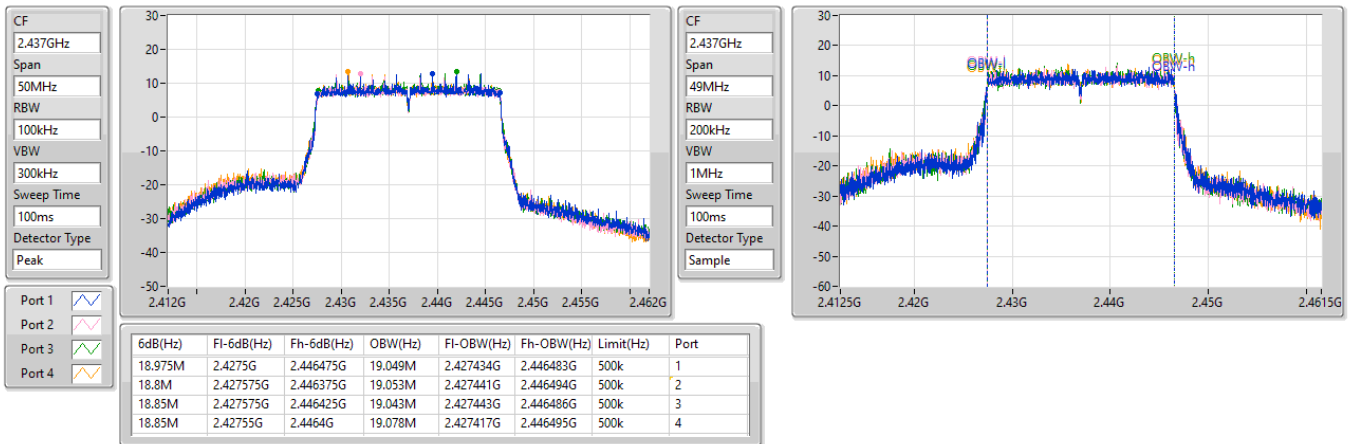 CF
2.437GHz
Span
50MHz
RBW
100kHz
VBW
300kHz
Sweep Time
100ms
Detector Type
Peak
30
20
10
0
-10
-20
-30
-40
-50
2.412G 2.42G 2.425G 2.43G 2.435G 2.44G 2.445G 2.45G 2.455G 2.462G
CF
2.437GHz
Span
49MHz
RBW
200kHz
VBW
1MHz
Sweep Time
100ms
Detector Type
Sample
30
20
10
0
-10
-20
-30
-40
-50
-60
OBW-l
OBW-h
OBW-h
2.4125G 2.42G 2.43G 2.44G 2.45G 2.4615G
Port 1
Port 2
Port 3
Port 4
6dB(Hz) Fl-6dB(Hz) Fh-6dB(Hz) OBW(Hz) Fl-OBW(Hz) Fh-OBW(Hz) Limit(Hz) Port
18.975M 2.4275G 2.446475G 19.049M 2.427434G 2.446483G 500k 1
18.8M 2.427575G 2.446375G 19.053M 2.427441G 2.446494G 500k 2
18.85M 2.427575G 2.446425G 19.043M 2.427443G 2.446486G 500k 3
18.85M 2.42755G 2.4464G 19.078M 2.427417G 2.446495G 500k 4